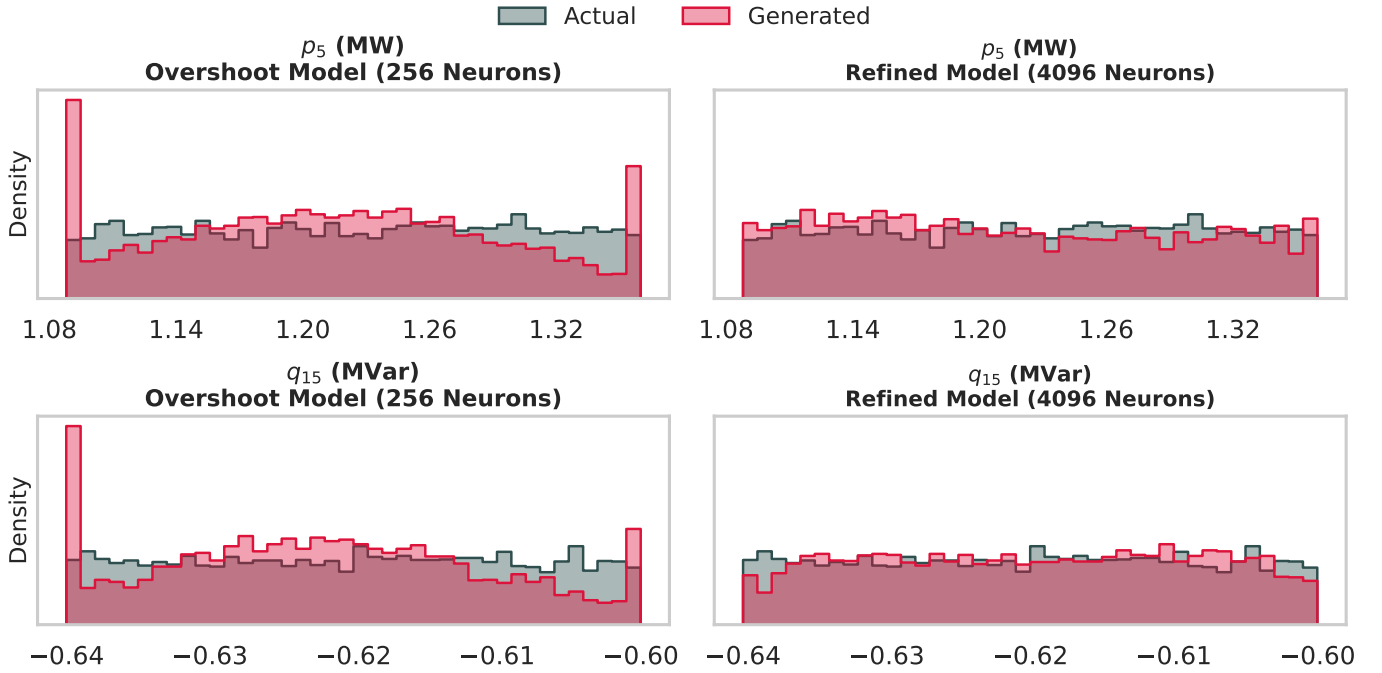 Actual Generated
p₅ (MW)
Overshoot Model (256 Neurons)
p₅ (MW)
Refined Model (4096 Neurons)
Density
1.08 1.14 1.20 1.26 1.32
1.08 1.14 1.20 1.26 1.32
q₁₅ (MVar)
Overshoot Model (256 Neurons)
q₁₅ (MVar)
Refined Model (4096 Neurons)
Density
−0.64 −0.63 −0.62 −0.61 −0.60
−0.64 −0.63 −0.62 −0.61 −0.60